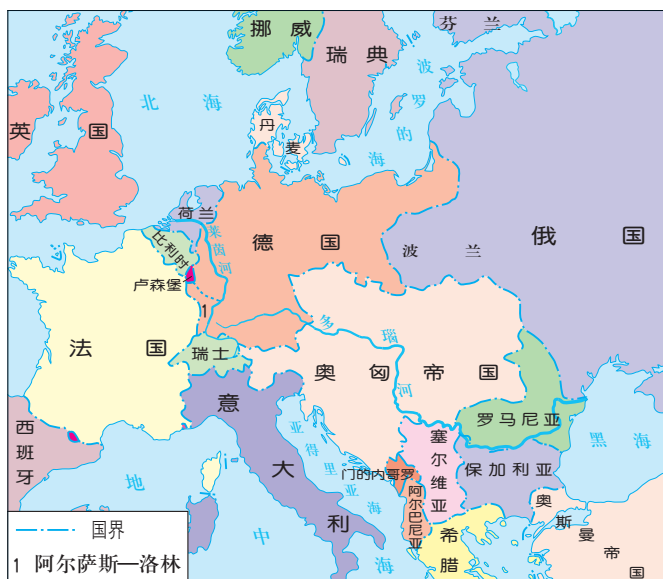 挪威
芬兰
瑞典
波罗的海
北海
英国
丹麦
荷兰
莱茵河
比利时
德国
波兰
俄国
卢森堡
1
法国
瑞士
多瑙河
奥匈帝国
意大利
罗马尼亚
黑海
西班牙
亚得里亚海
塞尔维亚
保加利亚
门的内哥罗
阿尔巴尼亚
奥斯曼帝国
希腊
地中海
国界
1 阿尔萨斯—洛林